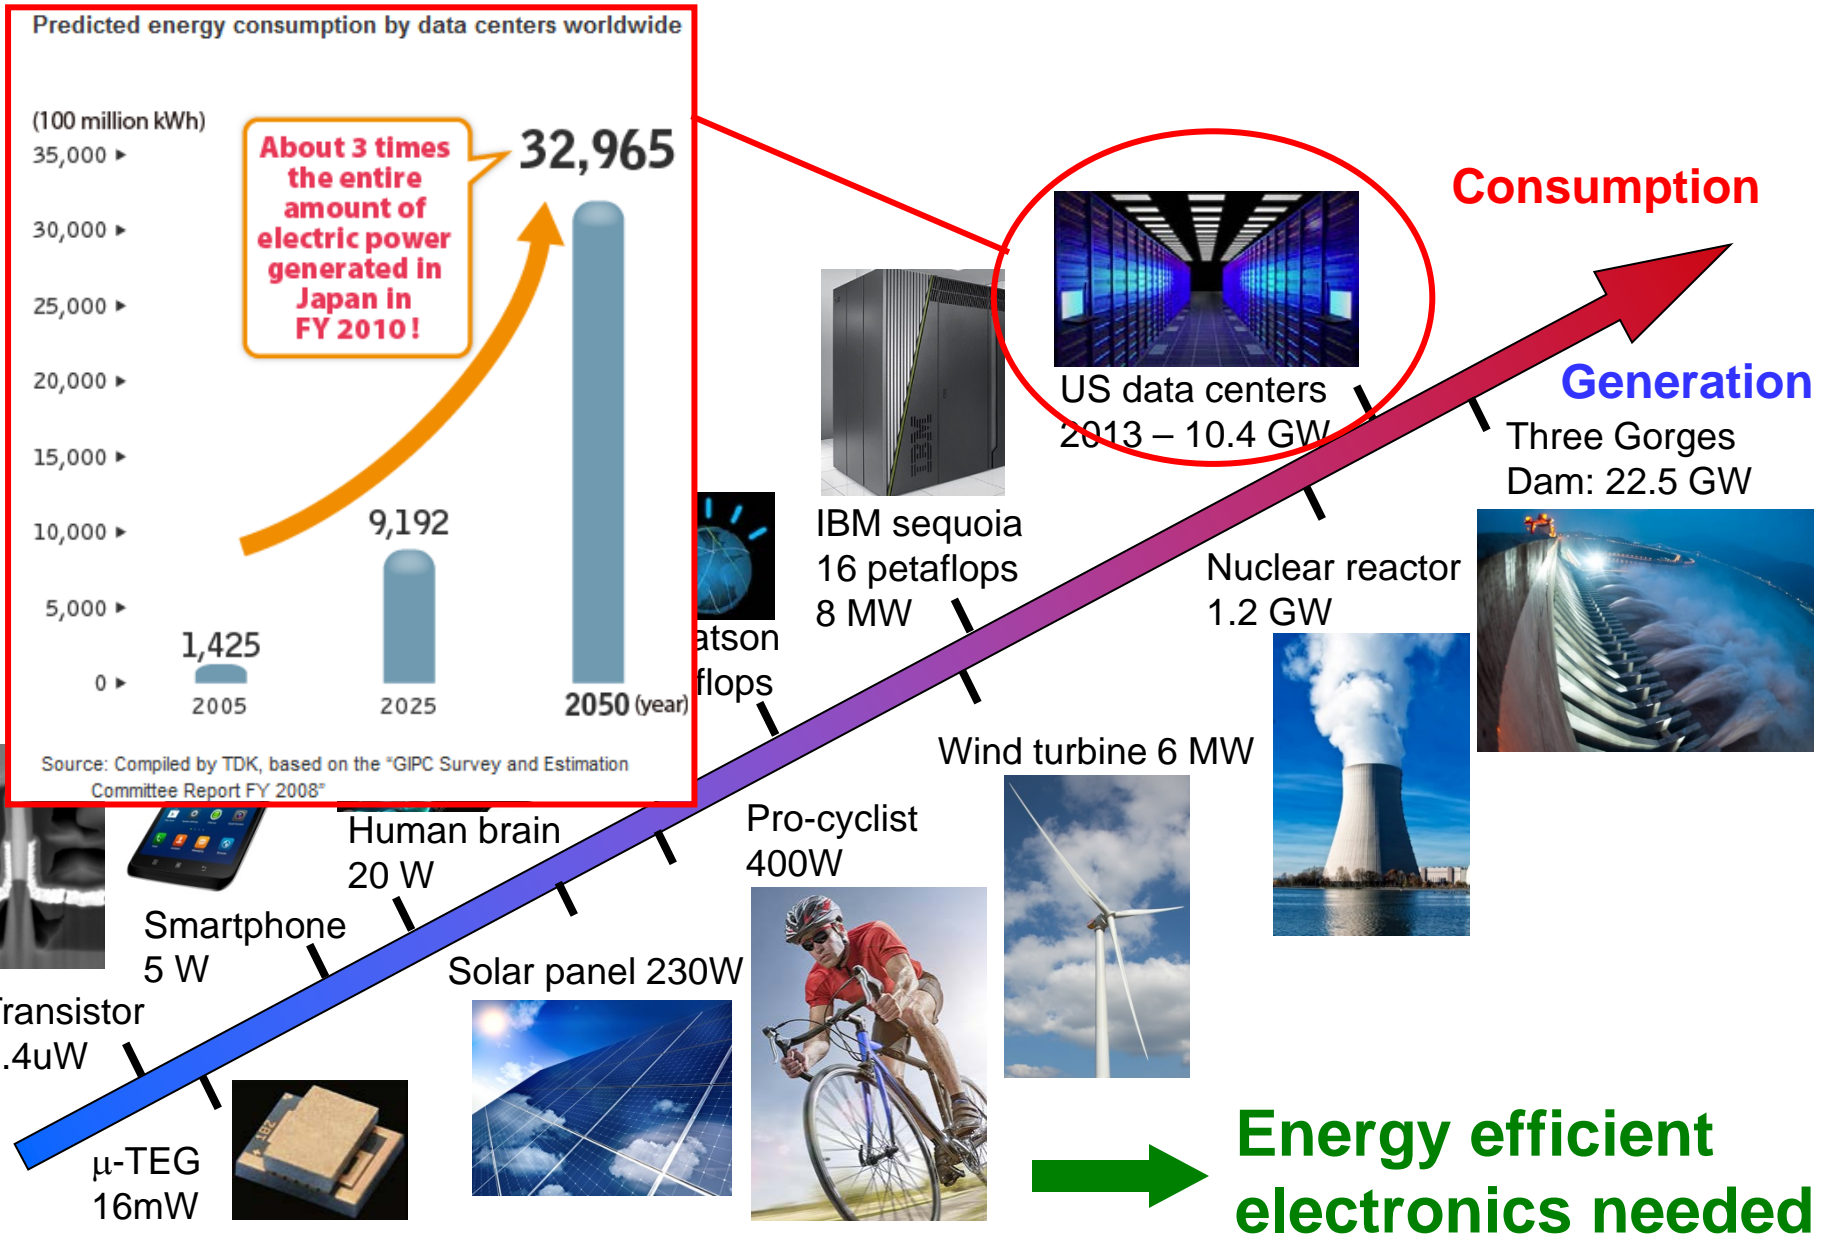 Predicted energy consumption by data centers worldwide
(100 million kWh)
35,000
30,000
25,000
20,000
15,000
10,000
5,000
0
About 3 times
the entire
amount of
electric power
generated in
Japan in
FY 2010!
32,965
9,192
1,425
2005
2025
2050 (year)
Source: Compiled by TDK, based on the “GIPC Survey and Estimation
Committee Report FY 2008”
Consumption
Generation
US data centers
2013 – 10.4 GW
Three Gorges
Dam: 22.5 GW
IBM
IBM sequoia
16 petaflops
8 MW
Nuclear reactor
1.2 GW
atson
flops
Wind turbine 6 MW
Pro-cyclist
400W
Human brain
20 W
Smartphone
5 W
Solar panel 230W
Transistor
.4uW
μ-TEG
16mW
Energy efficient
electronics needed